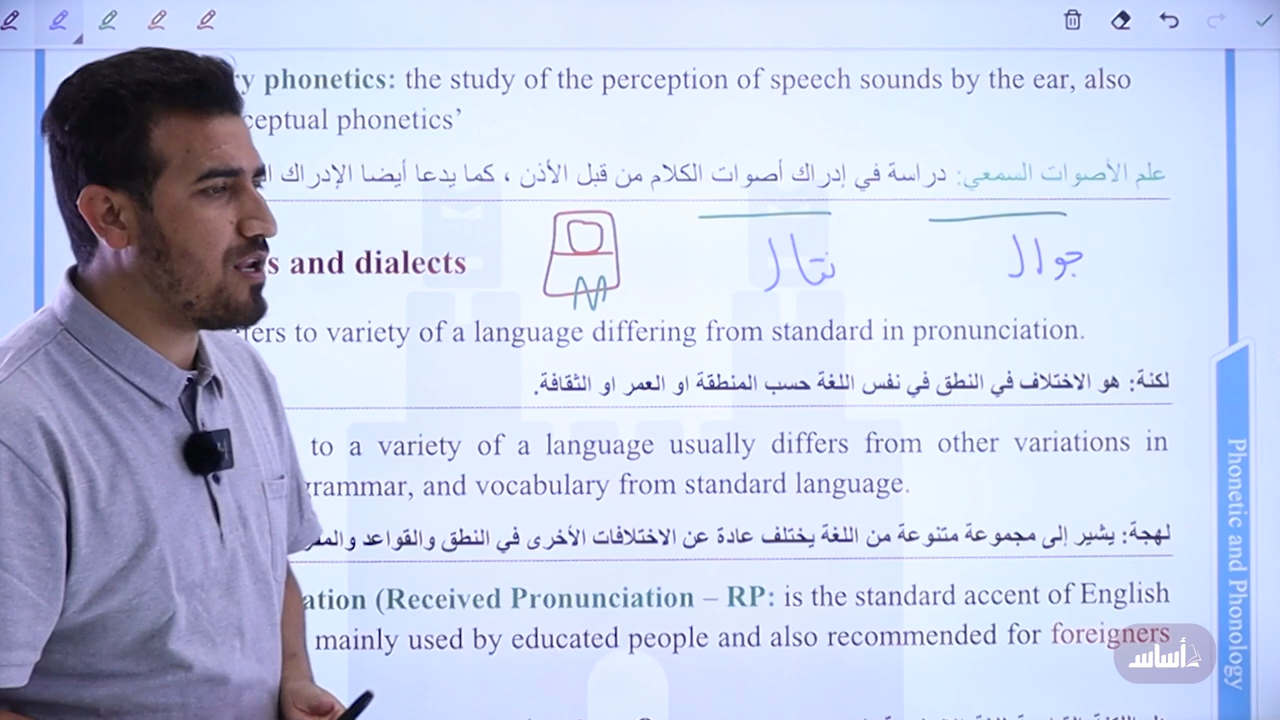 phonetics: the study of the perception of speech sounds by the ear, also
ceptual phonetics’
علم الأصوات السمعي: دراسة في إدراك أصوات الكلام من قبل الأذن ، كما يدعا أيضا الإدراك
s and dialects
نتال
جوال
fers to variety of a language differing from standard in pronunciation.
لكنة: هو الاختلاف في النطق في نفس اللغة حسب المنطقة او العمر او الثقافة.
to a variety of a language usually differs from other variations in
grammar, and vocabulary from standard language.
لهجة: يشير إلى مجموعة متنوعة من اللغة يختلف عادة عن الاختلافات الأخرى في النطق والقواعد
ation (Received Pronunciation – RP: is the standard accent of English
mainly used by educated people and also recommended for foreigners
Phonetic and Phonology
أساس